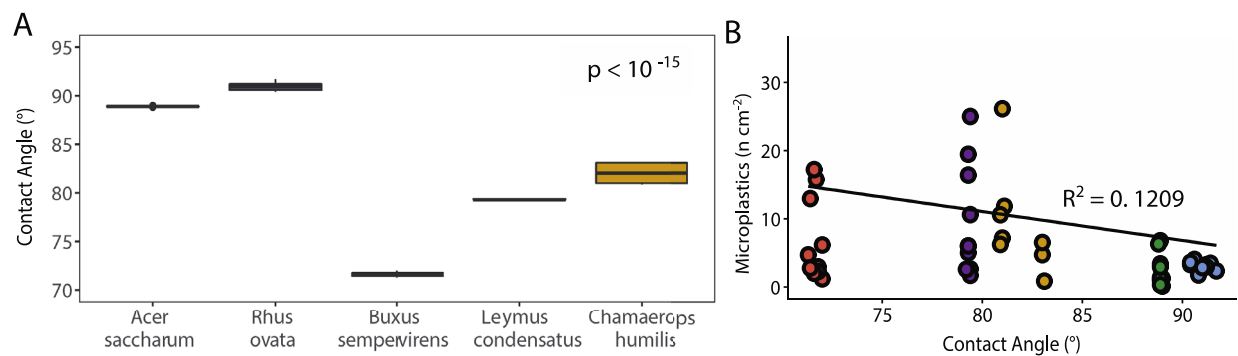 A
Contact Angle (°)
95
90
85
80
75
70
p < 10 -15
Acer
saccharum
Rhus
ovata
Buxus
sempervirens
Leymus
condensatus
Chamaerops
humilis
B
Microplastics (n cm-2)
30
20
10
0
R2 = 0. 1209
75
80
85
90
Contact Angle (°)